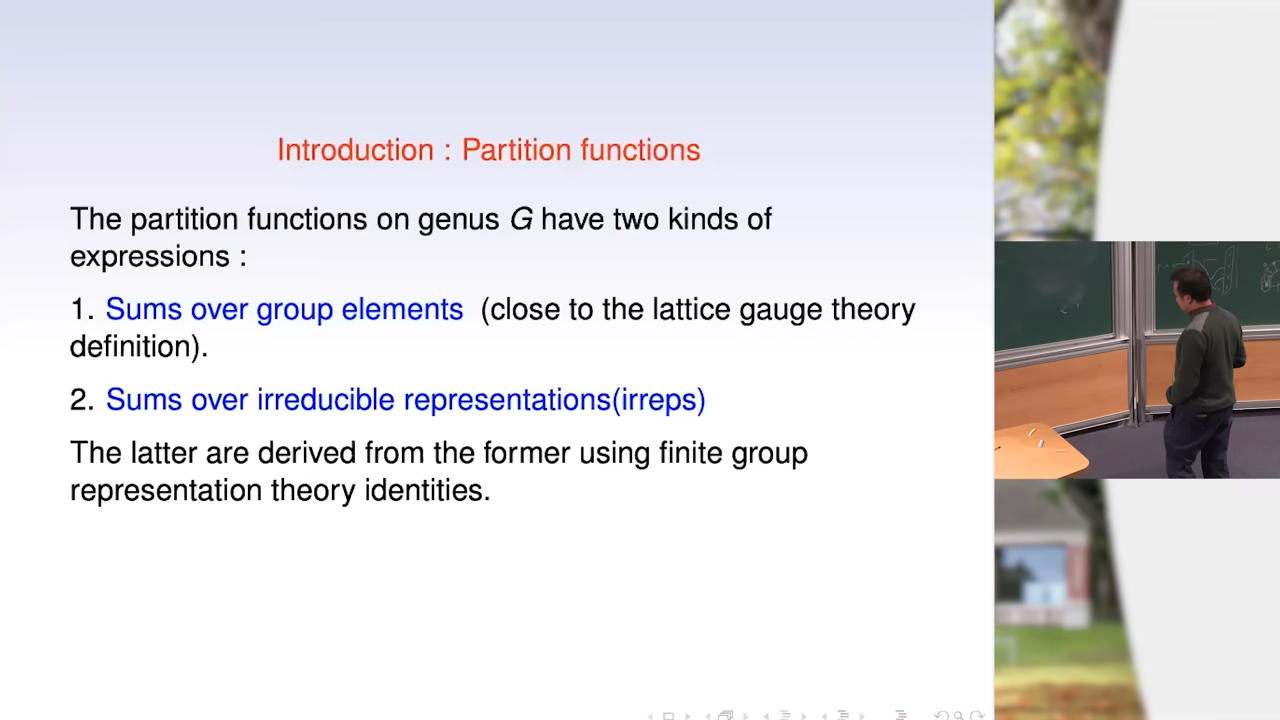 Introduction : Partition functions
The partition functions on genus G have two kinds of
expressions :
1. Sums over group elements (close to the lattice gauge theory
definition).
2. Sums over irreducible representations(irreps)
The latter are derived from the former using finite group
representation theory identities.